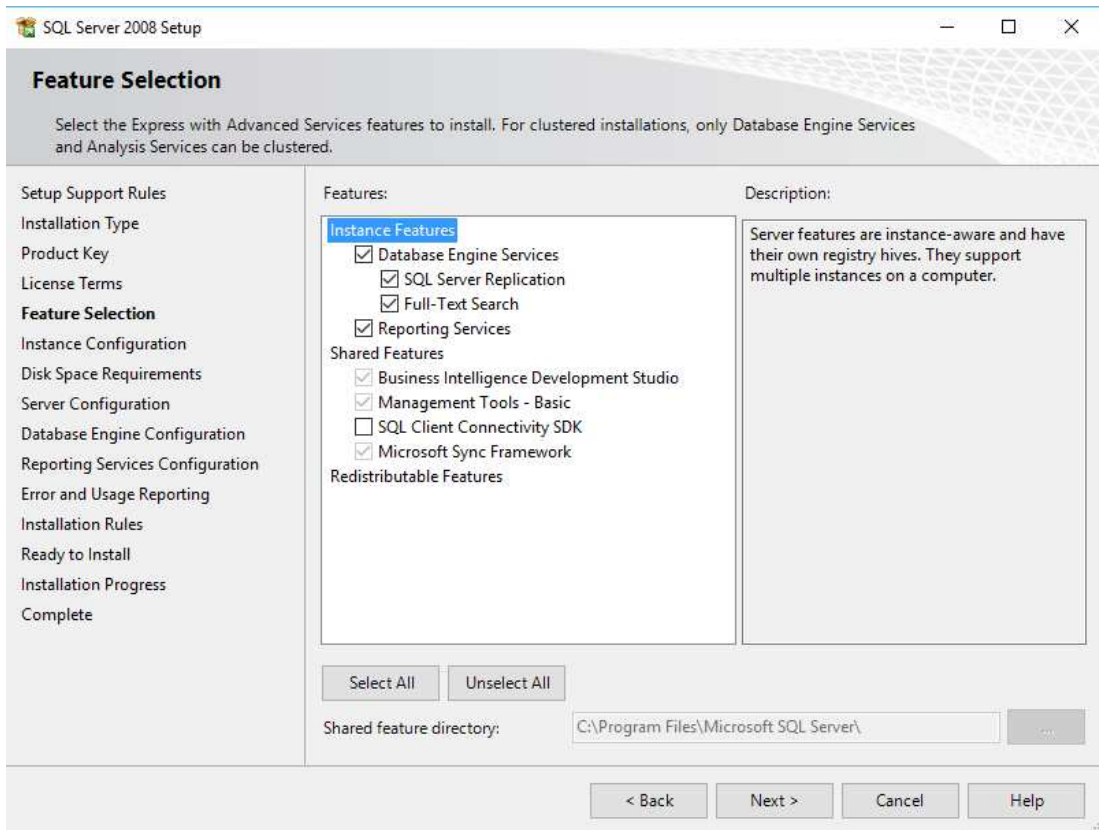 SQL Server 2008 Setup
Feature Selection
Select the Express with Advanced Services features to install. For clustered installations, only Database Engine Services
and Analysis Services can be clustered.
Setup Support Rules
Installation Type
Product Key
License Terms
Feature Selection
Instance Configuration
Disk Space Requirements
Server Configuration
Database Engine Configuration
Reporting Services Configuration
Error and Usage Reporting
Installation Rules
Ready to Install
Installation Progress
Complete
Features:
Instance Features
Database Engine Services
SQL Server Replication
Full-Text Search
Reporting Services
Shared Features
Business Intelligence Development Studio
Management Tools - Basic
SQL Client Connectivity SDK
Microsoft Sync Framework
Redistributable Features
Description:
Server features are instance-aware and have
their own registry hives. They support
multiple instances on a computer.
Select All
Unselect All
Shared feature directory:
C:\Program Files\Microsoft SQL Server\
...
< Back
Next >
Cancel
Help